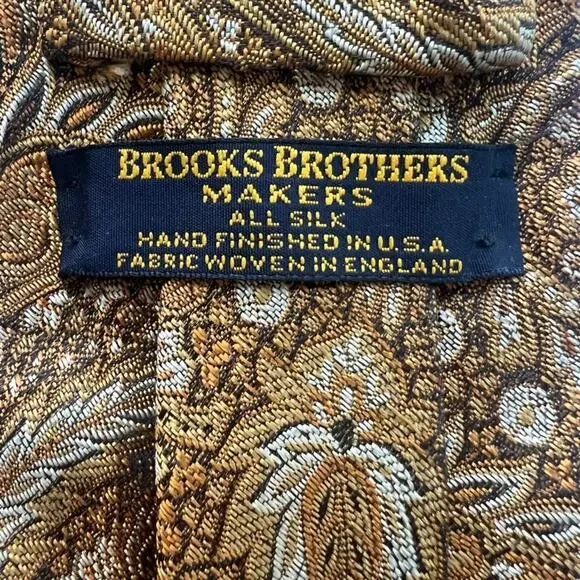 BROOKS BROTHERS
MAKERS
ALL SILK
HAND FINISHED IN U.S.A.
FABRIC WOVEN IN ENGLAND